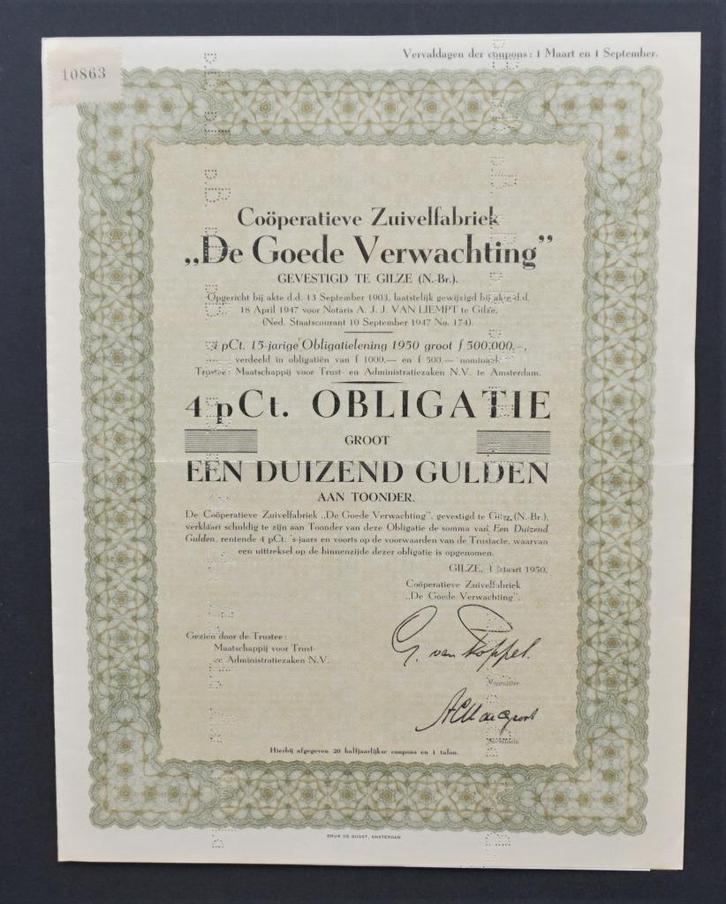 Vervaldagen der coupons: 1 Maart en 1 September.
10863
Coöperatieve Zuivelfabriek
„De Goede Verwachting”
GEVESTIGD TE GILZE (N.-Br.).
Opgericht bij akte d.d. 13 September 1903, laatstelijk gewijzigd bij akte d.d.
18 April 1947 voor Notaris A. J. J. VAN LIEMPT te Gilze.
(Ned. Staatscourant 10 September 1947 No. 174).
4 pCt. 15-jarige Obligatielening 1950 groot f 500.000,-,
verdeeld in obligatiën van f 1000,— en f 500,— nominaal.
Trustee: Maatschappij voor Trust- en Administratiezaken N.V. te Amsterdam.
4 pCt. OBLIGATIE
GROOT
EEN DUIZEND GULDEN
AAN TOONDER.
De Coöperatieve Zuivelfabriek „De Goede Verwachting”, gevestigd te Gilze (N.-Br.),
verklaart schuldig te zijn aan Toonder van deze Obligatie de somma van Een Duizend
Gulden, rentende 4 pCt. 's-jaars en voorts op de voorwaarden van de Trustacte, waarvan
een uittreksel op de binnenzijde dezer obligatie is opgenomen.
GILZE, 1 Maart 1950.
Coöperatieve Zuivelfabriek
„De Goede Verwachting”.
Gezien door de Trustee:
Maatschappij voor Trust-
en Administratiezaken N.V.
G. van Poppel.
Voorzitter
de Groot
Hierbij afgegeven 20 halfjaarlijkse coupons en 1 talon.
DRUK DE BUSSY, AMSTERDAM